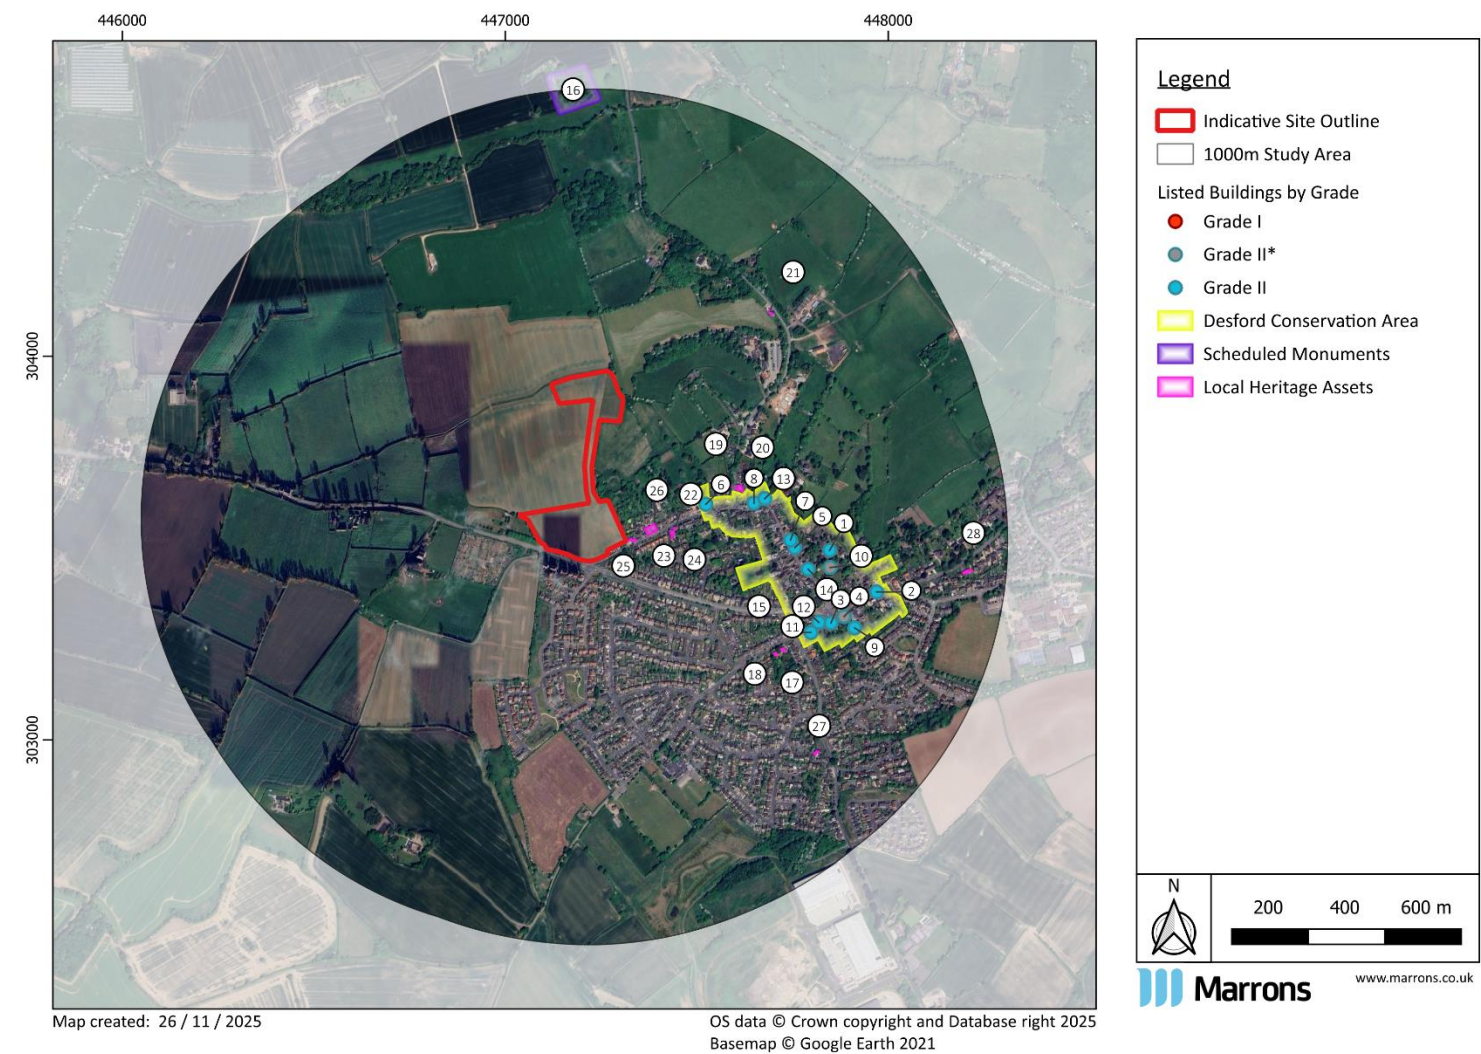 446000
447000
448000
304000
303000
16
21
19
20
26
22
6
8
13
7
5
1
28
10
25
23
24
14
3
4
2
15
12
11
9
18
17
27
Legend
Indicative Site Outline
1000m Study Area
Listed Buildings by Grade
Grade I
Grade II*
Grade II
Desford Conservation Area
Scheduled Monuments
Local Heritage Assets
N
200 400 600 m
Marrons
www.marrons.co.uk
Map created: 26 / 11 / 2025
OS data © Crown copyright and Database right 2025
Basemap © Google Earth 2021